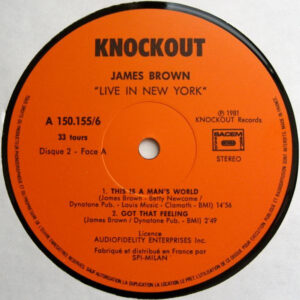 KNOCKOUT
JAMES BROWN
"LIVE IN NEW YORK"
A 150.155/6
33 tours
Disque 2 - Face A
℗ 1981
KNOCKOUT Records
SACEM
STEREO
1. THIS IS A MAN'S WORLD
(James Brown - Betty Newcome /
Dynatone Pub. - Louis Music - Clamath - BMI) 14'56
2. GOT THAT FEELING
(James Brown / Dynatone Pub. - BMI) 2'49
Licence
AUDIOFIDELITY ENTERPRISES Inc.
Fabriqué et distribué en France par
SPI-MILAN